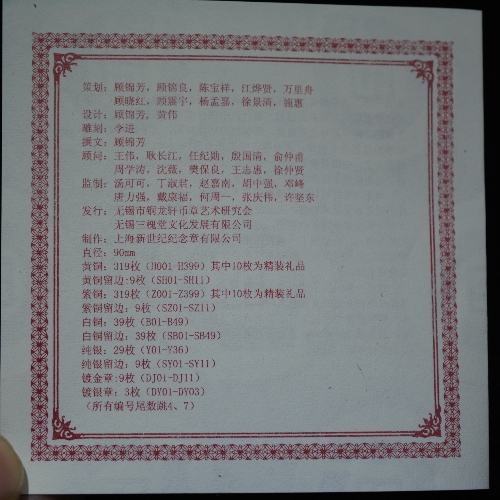 策划：顾锦芳，顾锦良，陈宝祥，江烨贤，万里舟
顾晓红，顾震宇，杨孟嘉，徐景清，施惠
设计：顾锦芳，黄伟
雕刻：李进
撰文：顾锦芳
顾问：王伟，耿长江，任纪勋，殷国清，俞仲甫
周学涛，沈薇，樊保良，王志惠，徐仲贤
监制：汤可可，丁淑君，赵嘉南，胡中强，邓峰
唐力强，戴康福，何周一，张庆伟，许坚东
发行：无锡市炯龙轩币章艺术研究会
无锡三槐堂文化发展有限公司
制作：上海新世纪纪念章有限公司
直径：90mm
黄铜：319枚（H001-H399）其中10枚为精装礼品
黄铜留边:9枚（SH01-SH11）
紫铜：319枚（Z001-Z399）其中10枚为精装礼品
紫铜留边：9枚（SZ01-SZ11）
白铜：39枚（B01-B49）
白铜留边：39枚（SB01-SB49）
纯银：29枚（Y01-Y36）
纯银留边：9枚（SY01-SY11）
镀金章:9枚（DJ01-DJ11）
镀银章：3枚（DY01-DY03）
（所有编号尾数跳4、7）